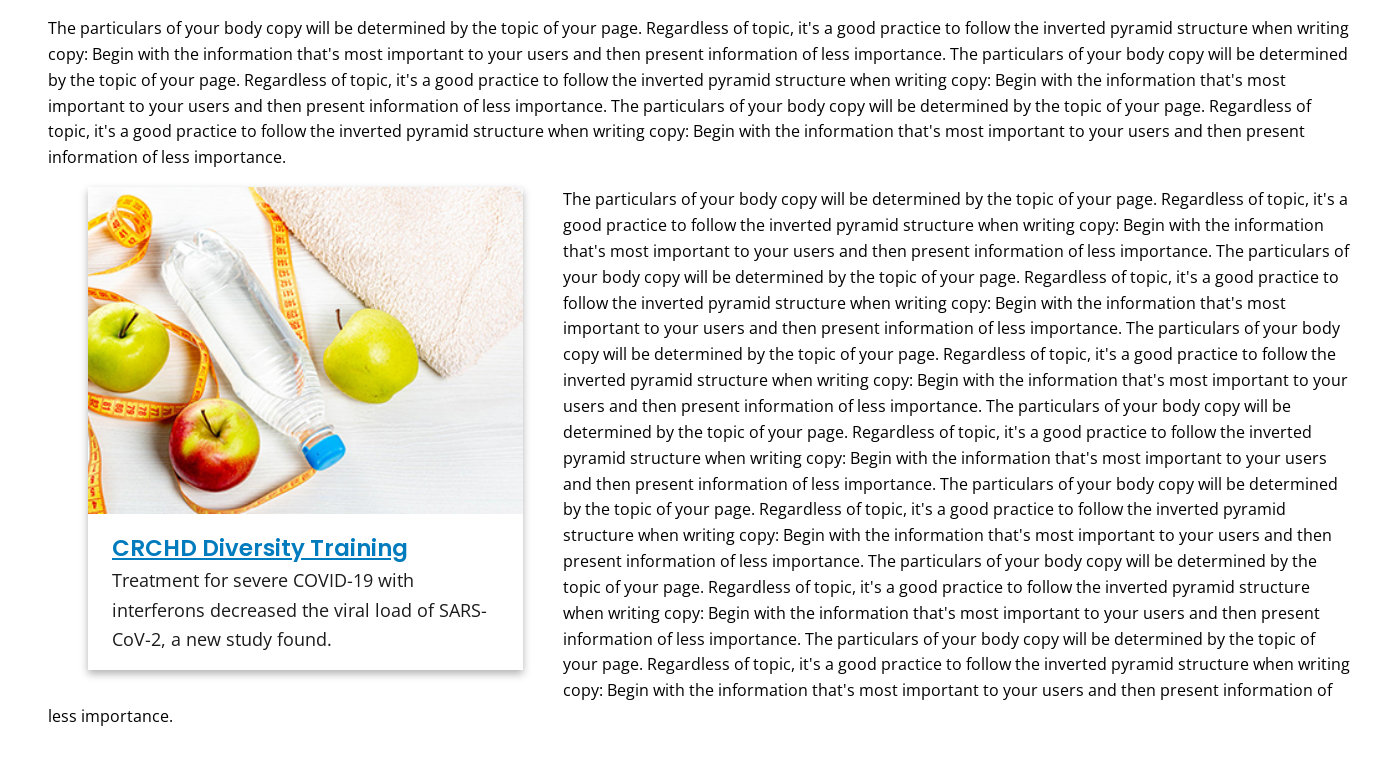 The particulars of your body copy will be determined by the topic of your page. Regardless of topic, it's a good practice to follow the inverted pyramid structure when writing
copy: Begin with the information that's most important to your users and then present information of less importance. The particulars of your body copy will be determined
by the topic of your page. Regardless of topic, it's a good practice to follow the inverted pyramid structure when writing copy: Begin with the information that's most
important to your users and then present information of less importance. The particulars of your body copy will be determined by the topic of your page. Regardless of
topic, it's a good practice to follow the inverted pyramid structure when writing copy: Begin with the information that's most important to your users and then present
information of less importance.
CRCHD Diversity Training
Treatment for severe COVID-19 with
interferons decreased the viral load of SARS-
CoV-2, a new study found.
The particulars of your body copy will be determined by the topic of your page. Regardless of topic, it's a
good practice to follow the inverted pyramid structure when writing copy: Begin with the information
that's most important to your users and then present information of less importance. The particulars of
your body copy will be determined by the topic of your page. Regardless of topic, it's a good practice to
follow the inverted pyramid structure when writing copy: Begin with the information that's most
important to your users and then present information of less importance. The particulars of your body
copy will be determined by the topic of your page. Regardless of topic, it's a good practice to follow the
inverted pyramid structure when writing copy: Begin with the information that's most important to your
users and then present information of less importance. The particulars of your body copy will be
determined by the topic of your page. Regardless of topic, it's a good practice to follow the inverted
pyramid structure when writing copy: Begin with the information that's most important to your users
and then present information of less importance. The particulars of your body copy will be determined
by the topic of your page. Regardless of topic, it's a good practice to follow the inverted pyramid
structure when writing copy: Begin with the information that's most important to your users and then
present information of less importance. The particulars of your body copy will be determined by the
topic of your page. Regardless of topic, it's a good practice to follow the inverted pyramid structure
when writing copy: Begin with the information that's most important to your users and then present
information of less importance. The particulars of your body copy will be determined by the topic of
your page. Regardless of topic, it's a good practice to follow the inverted pyramid structure when writing
copy: Begin with the information that's most important to your users and then present information of
less importance.